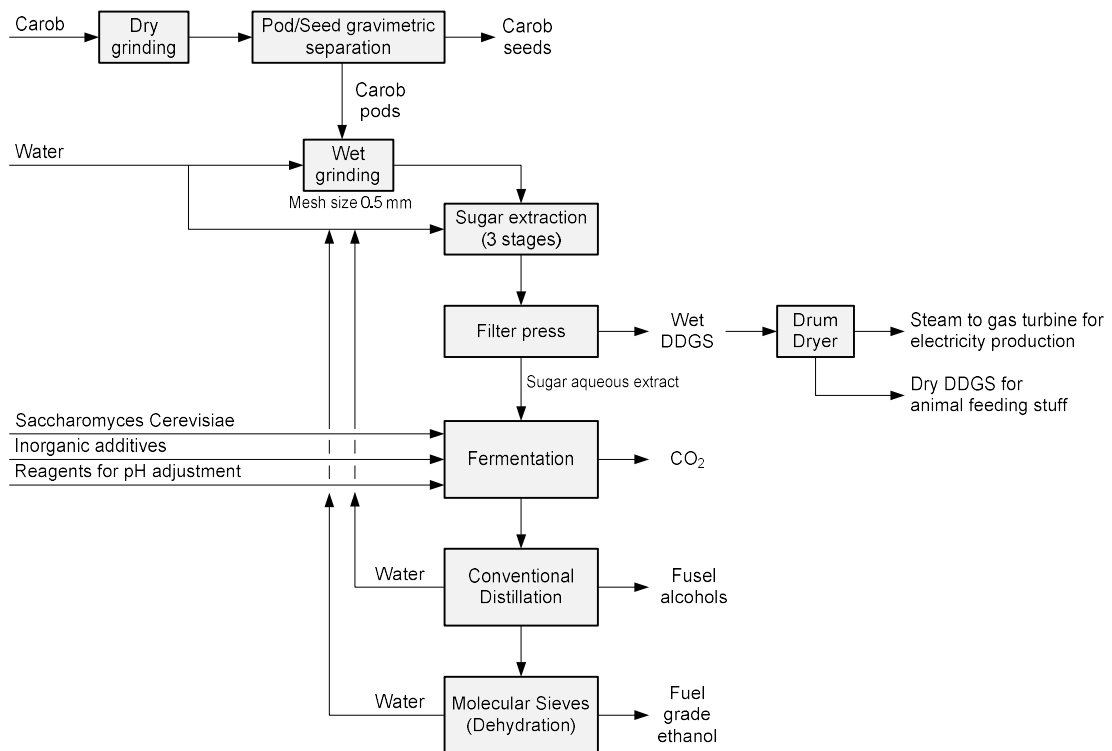 Carob
Dry
grinding
Pod/Seed gravimetric
separation
Carob
seeds
Carob
pods
Water
Wet
grinding
Mesh size 0.5 mm
Sugar extraction
(3 stages)
Filter press
Wet
DDGS
Drum
Dryer
Steam to gas turbine for
electricity production
Dry DDGS for
animal feeding stuff
Sugar aqueous extract
Saccharomyces Cerevisiae
Inorganic additives
Reagents for pH adjustment
Fermentation
CO₂
Water
Conventional
Distillation
Fusel
alcohols
Water
Molecular Sieves
(Dehydration)
Fuel
grade
ethanol